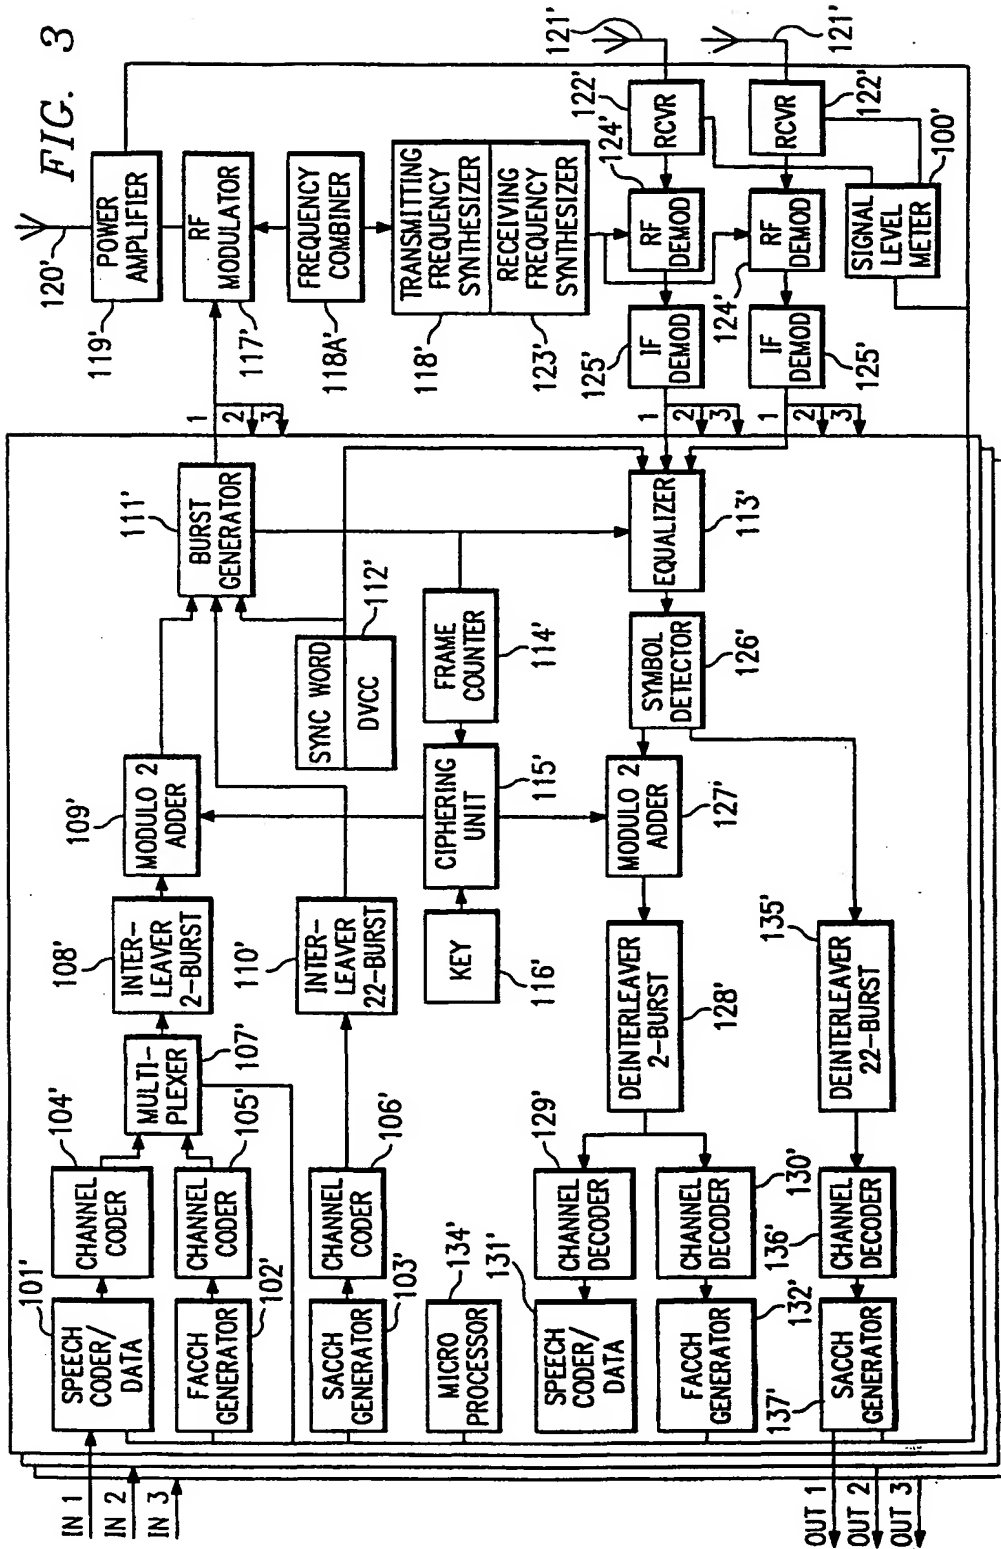 FIG. 3
IN 1
IN 2
IN 3
101'
SPEECH
CODER/
DATA
104'
CHANNEL
CODER
FACCH
GENERATOR
102'
CHANNEL
CODER
105'
MULTI-
PLEXER
107'
108'
INTER-
LEAVER
2-BURST
109'
MODULO 2
ADDER
111'
BURST
GENERATOR
1
2
3
117'
RF
MODULATOR
119'
POWER
AMPLIFIER
120'
118A'
FREQUENCY
COMBINER
118'
TRANSMITTING
FREQUENCY
SYNTHESIZER
123'
RECEIVING
FREQUENCY
SYNTHESIZER
SACCH
GENERATOR
103'
CHANNEL
CODER
106'
110'
INTER-
LEAVER
22-BURST
SYNC WORD
DVCC
112'
MICRO
PROCESSOR
134'
KEY
116'
CIPHERING
UNIT
115'
FRAME
COUNTER
114'
131'
SPEECH
CODER/
DATA
129'
CHANNEL
DECODER
FACCH
GENERATOR
132'
CHANNEL
DECODER
130'
DEINTERLEAVER
2-BURST
128'
MODULO 2
ADDER
127'
SYMBOL
DETECTOR
126'
EQUALIZER
113'
1
2
3
125'
IF
DEMOD
124'
RF
DEMOD
122'
RCVR
121'
1
2
3
IF
DEMOD
125'
124'
RF
DEMOD
RCVR
122'
121'
SIGNAL
LEVEL
METER
100'
137'
SACCH
GENERATOR
136'
CHANNEL
DECODER
135'
DEINTERLEAVER
22-BURST
OUT 1
OUT 2
OUT 3